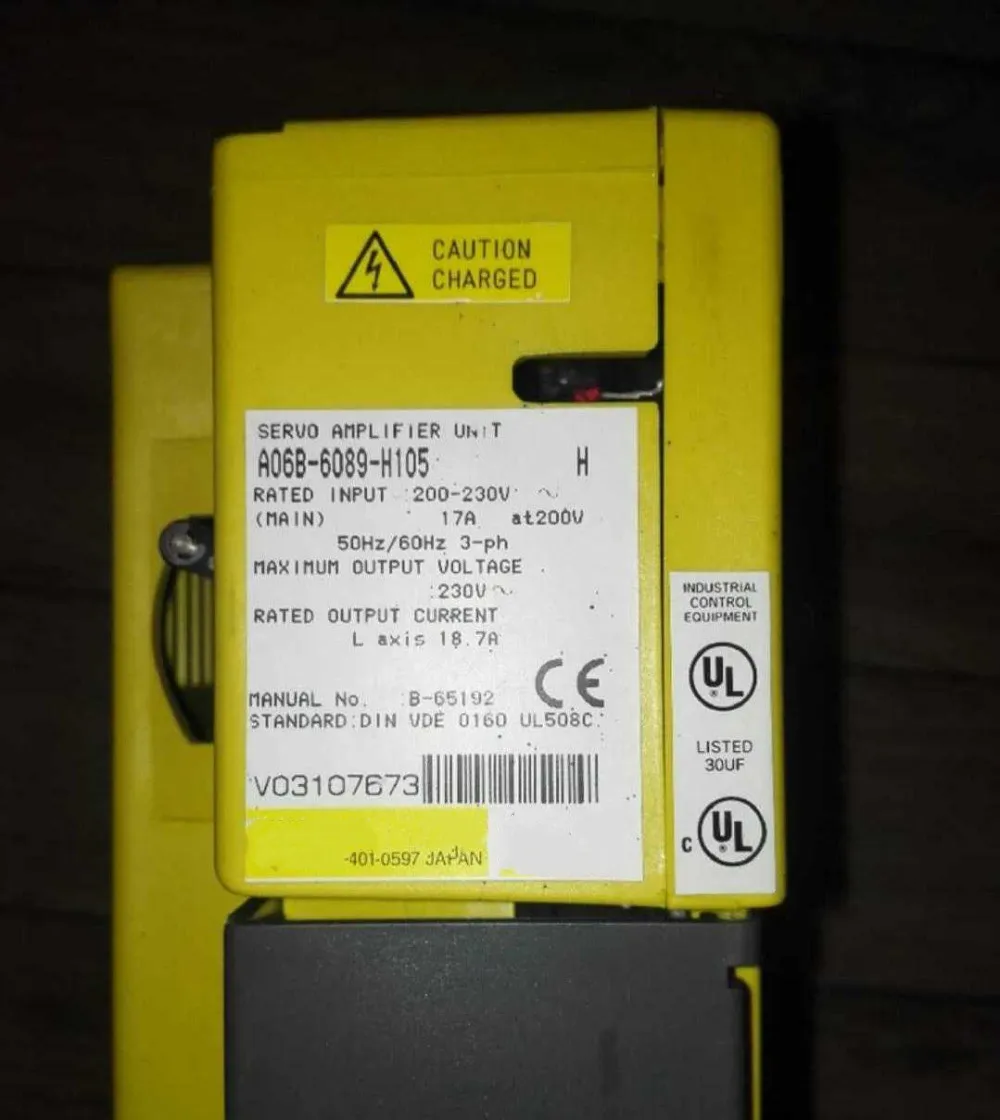 CAUTION
CHARGED
SERVO AMPLIFIER UNIT
A06B-6089-H105 H
RATED INPUT :200-230V ~
(MAIN) 17A at200V
50Hz/60Hz 3-ph
MAXIMUM OUTPUT VOLTAGE
:230V~
RATED OUTPUT CURRENT
L axis 18.7A
CE
MANUAL No. :B-65192
STANDARD:DIN VDE 0160 UL508C.
V03107673
-401-0597 JAPAN
INDUSTRIAL
CONTROL
EQUIPMENT
UL
®
LISTED
30UF
C UL
®